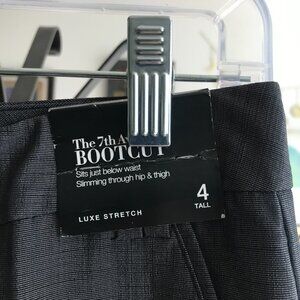 The 7th
BOOTCUT
Sits just below waist
Slimming through hip & thigh
4
TALL
LUXE STRETCH